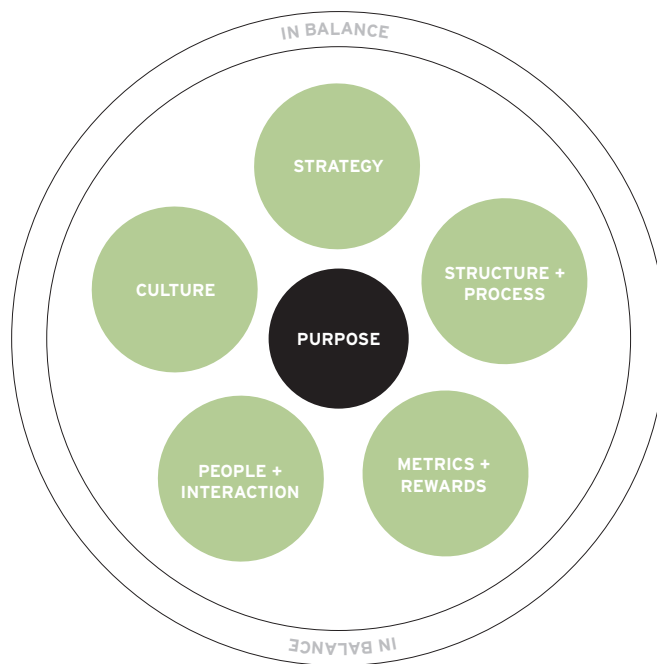 IN BALANCE
STRATEGY
CULTURE
STRUCTURE +
PROCESS
PURPOSE
PEOPLE +
INTERACTION
METRICS +
REWARDS
IN BALANCE